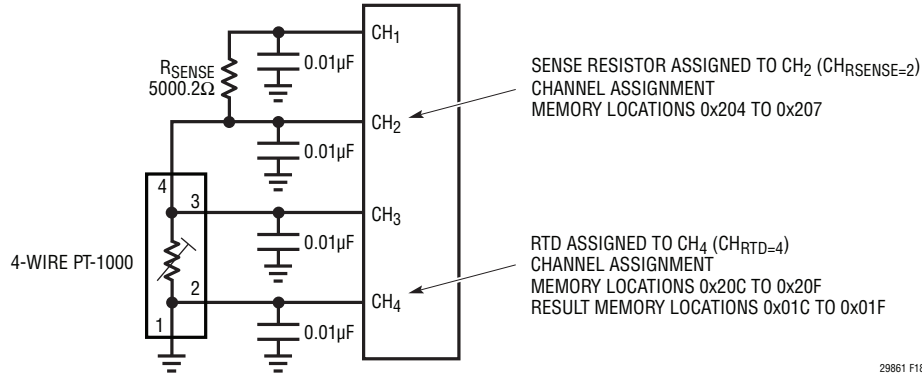 CH1
0.01µF
RSENSE
5000.2Ω
CH2
0.01µF
SENSE RESISTOR ASSIGNED TO CH2 (CHRSENSE=2)
CHANNEL ASSIGNMENT
MEMORY LOCATIONS 0x204 TO 0x207
4
3
CH3
0.01µF
4-WIRE PT-1000
2
CH4
1
0.01µF
RTD ASSIGNED TO CH4 (CHRTD=4)
CHANNEL ASSIGNMENT
MEMORY LOCATIONS 0x20C TO 0x20F
RESULT MEMORY LOCATIONS 0x01C TO 0x01F
29861 F18